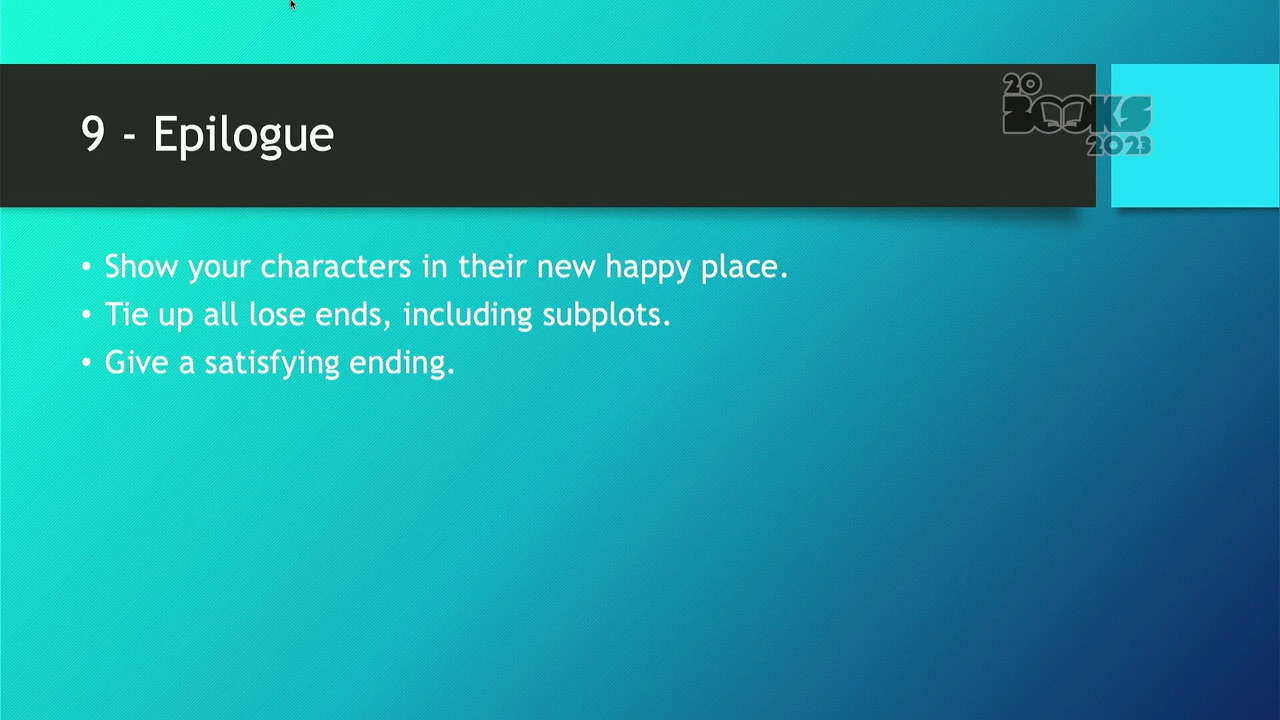 9 - Epilogue
20
BOOKS
2023
• Show your characters in their new happy place.
• Tie up all lose ends, including subplots.
• Give a satisfying ending.